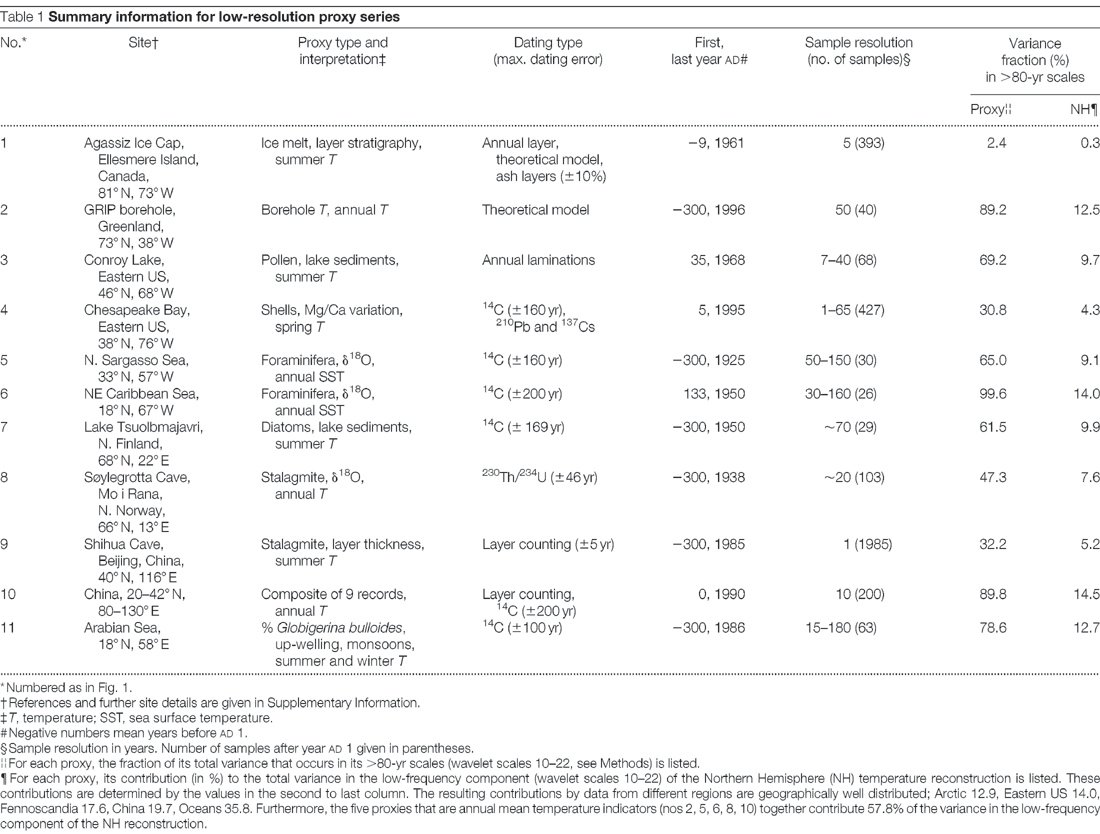 Table 1 Summary information for low-resolution proxy series
No.* Site† Proxy type and interpretation‡ Dating type (max. dating error) First, last year AD# Sample resolution (no. of samples)§ Variance fraction (%) in >80-yr scales
Proxy¦¦ NH¶
1 Agassiz Ice Cap, Ice melt, layer stratigraphy, Annual layer, −9, 1961 5 (393) 2.4 0.3
Ellesmere Island, summer T theoretical model,
Canada, ash layers (±10%)
81° N, 73° W
2 GRIP borehole, Borehole T, annual T Theoretical model −300, 1996 50 (40) 89.2 12.5
Greenland,
73° N, 38° W
3 Conroy Lake, Pollen, lake sediments, Annual laminations 35, 1968 7–40 (68) 69.2 9.7
Eastern US, summer T
46° N, 68° W
4 Chesapeake Bay, Shells, Mg/Ca variation, ¹⁴C (±160 yr), 5, 1995 1–65 (427) 30.8 4.3
Eastern US, spring T ²¹⁰Pb and ¹³⁷Cs
38° N, 76° W
5 N. Sargasso Sea, Foraminifera, δ¹⁸O, ¹⁴C (±160 yr) −300, 1925 50–150 (30) 65.0 9.1
33° N, 57° W annual SST
6 NE Caribbean Sea, Foraminifera, δ¹⁸O, ¹⁴C (±200 yr) 133, 1950 30–160 (26) 99.6 14.0
18° N, 67° W annual SST
7 Lake Tsuolbmajavri, Diatoms, lake sediments, ¹⁴C (± 169 yr) −300, 1950 ~70 (29) 61.5 9.9
N. Finland, summer T
68° N, 22° E
8 Søylegrotta Cave, Stalagmite, δ¹⁸O, ²³⁰Th/²³⁴U (±46 yr) −300, 1938 ~20 (103) 47.3 7.6
Mo i Rana, annual T
N. Norway,
66° N, 13° E
9 Shihua Cave, Stalagmite, layer thickness, Layer counting (±5 yr) −300, 1985 1 (1985) 32.2 5.2
Beijing, China, summer T
40° N, 116° E
10 China, 20–42° N, Composite of 9 records, Layer counting, 0, 1990 10 (200) 89.8 14.5
80–130° E annual T ¹⁴C (±200 yr)
11 Arabian Sea, % Globigerina bulloides, ¹⁴C (±100 yr) −300, 1986 15–180 (63) 78.6 12.7
18° N, 58° E up-welling, monsoons,
summer and winter T
* Numbered as in Fig. 1.
† References and further site details are given in Supplementary Information.
‡ T, temperature; SST, sea surface temperature.
# Negative numbers mean years before AD 1.
§ Sample resolution in years. Number of samples after year AD 1 given in parentheses.
¦¦ For each proxy, the fraction of its total variance that occurs in its >80-yr scales (wavelet scales 10–22, see Methods) is listed.
¶ For each proxy, its contribution (in %) to the total variance in the low-frequency component (wavelet scales 10–22) of the Northern Hemisphere (NH) temperature reconstruction is listed. These
contributions are determined by the values in the second to last column. The resulting contributions by data from different regions are geographically well distributed; Arctic 12.9, Eastern US 14.0,
Fennoscandia 17.6, China 19.7, Oceans 35.8. Furthermore, the five proxies that are annual mean temperature indicators (nos 2, 5, 6, 8, 10) together contribute 57.8% of the variance in the low-frequency
component of the NH reconstruction.